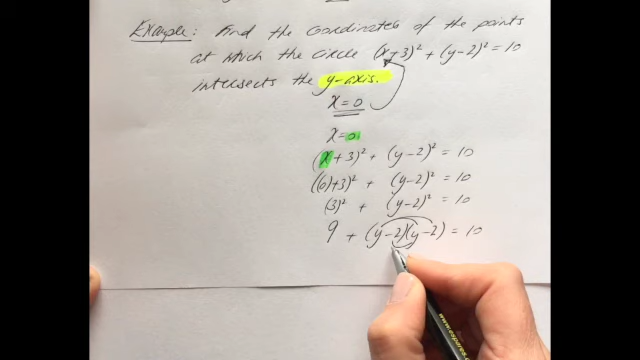 Example: Find the coordinates of the points
at which the circle (x+3)² + (y-2)² = 10
intersects the y-axis.
x=0
x=0
(x+3)² + (y-2)² = 10
((0)+3)² + (y-2)² = 10
(3)² + (y-2)² = 10
9 + (y-2)(y-2) = 10